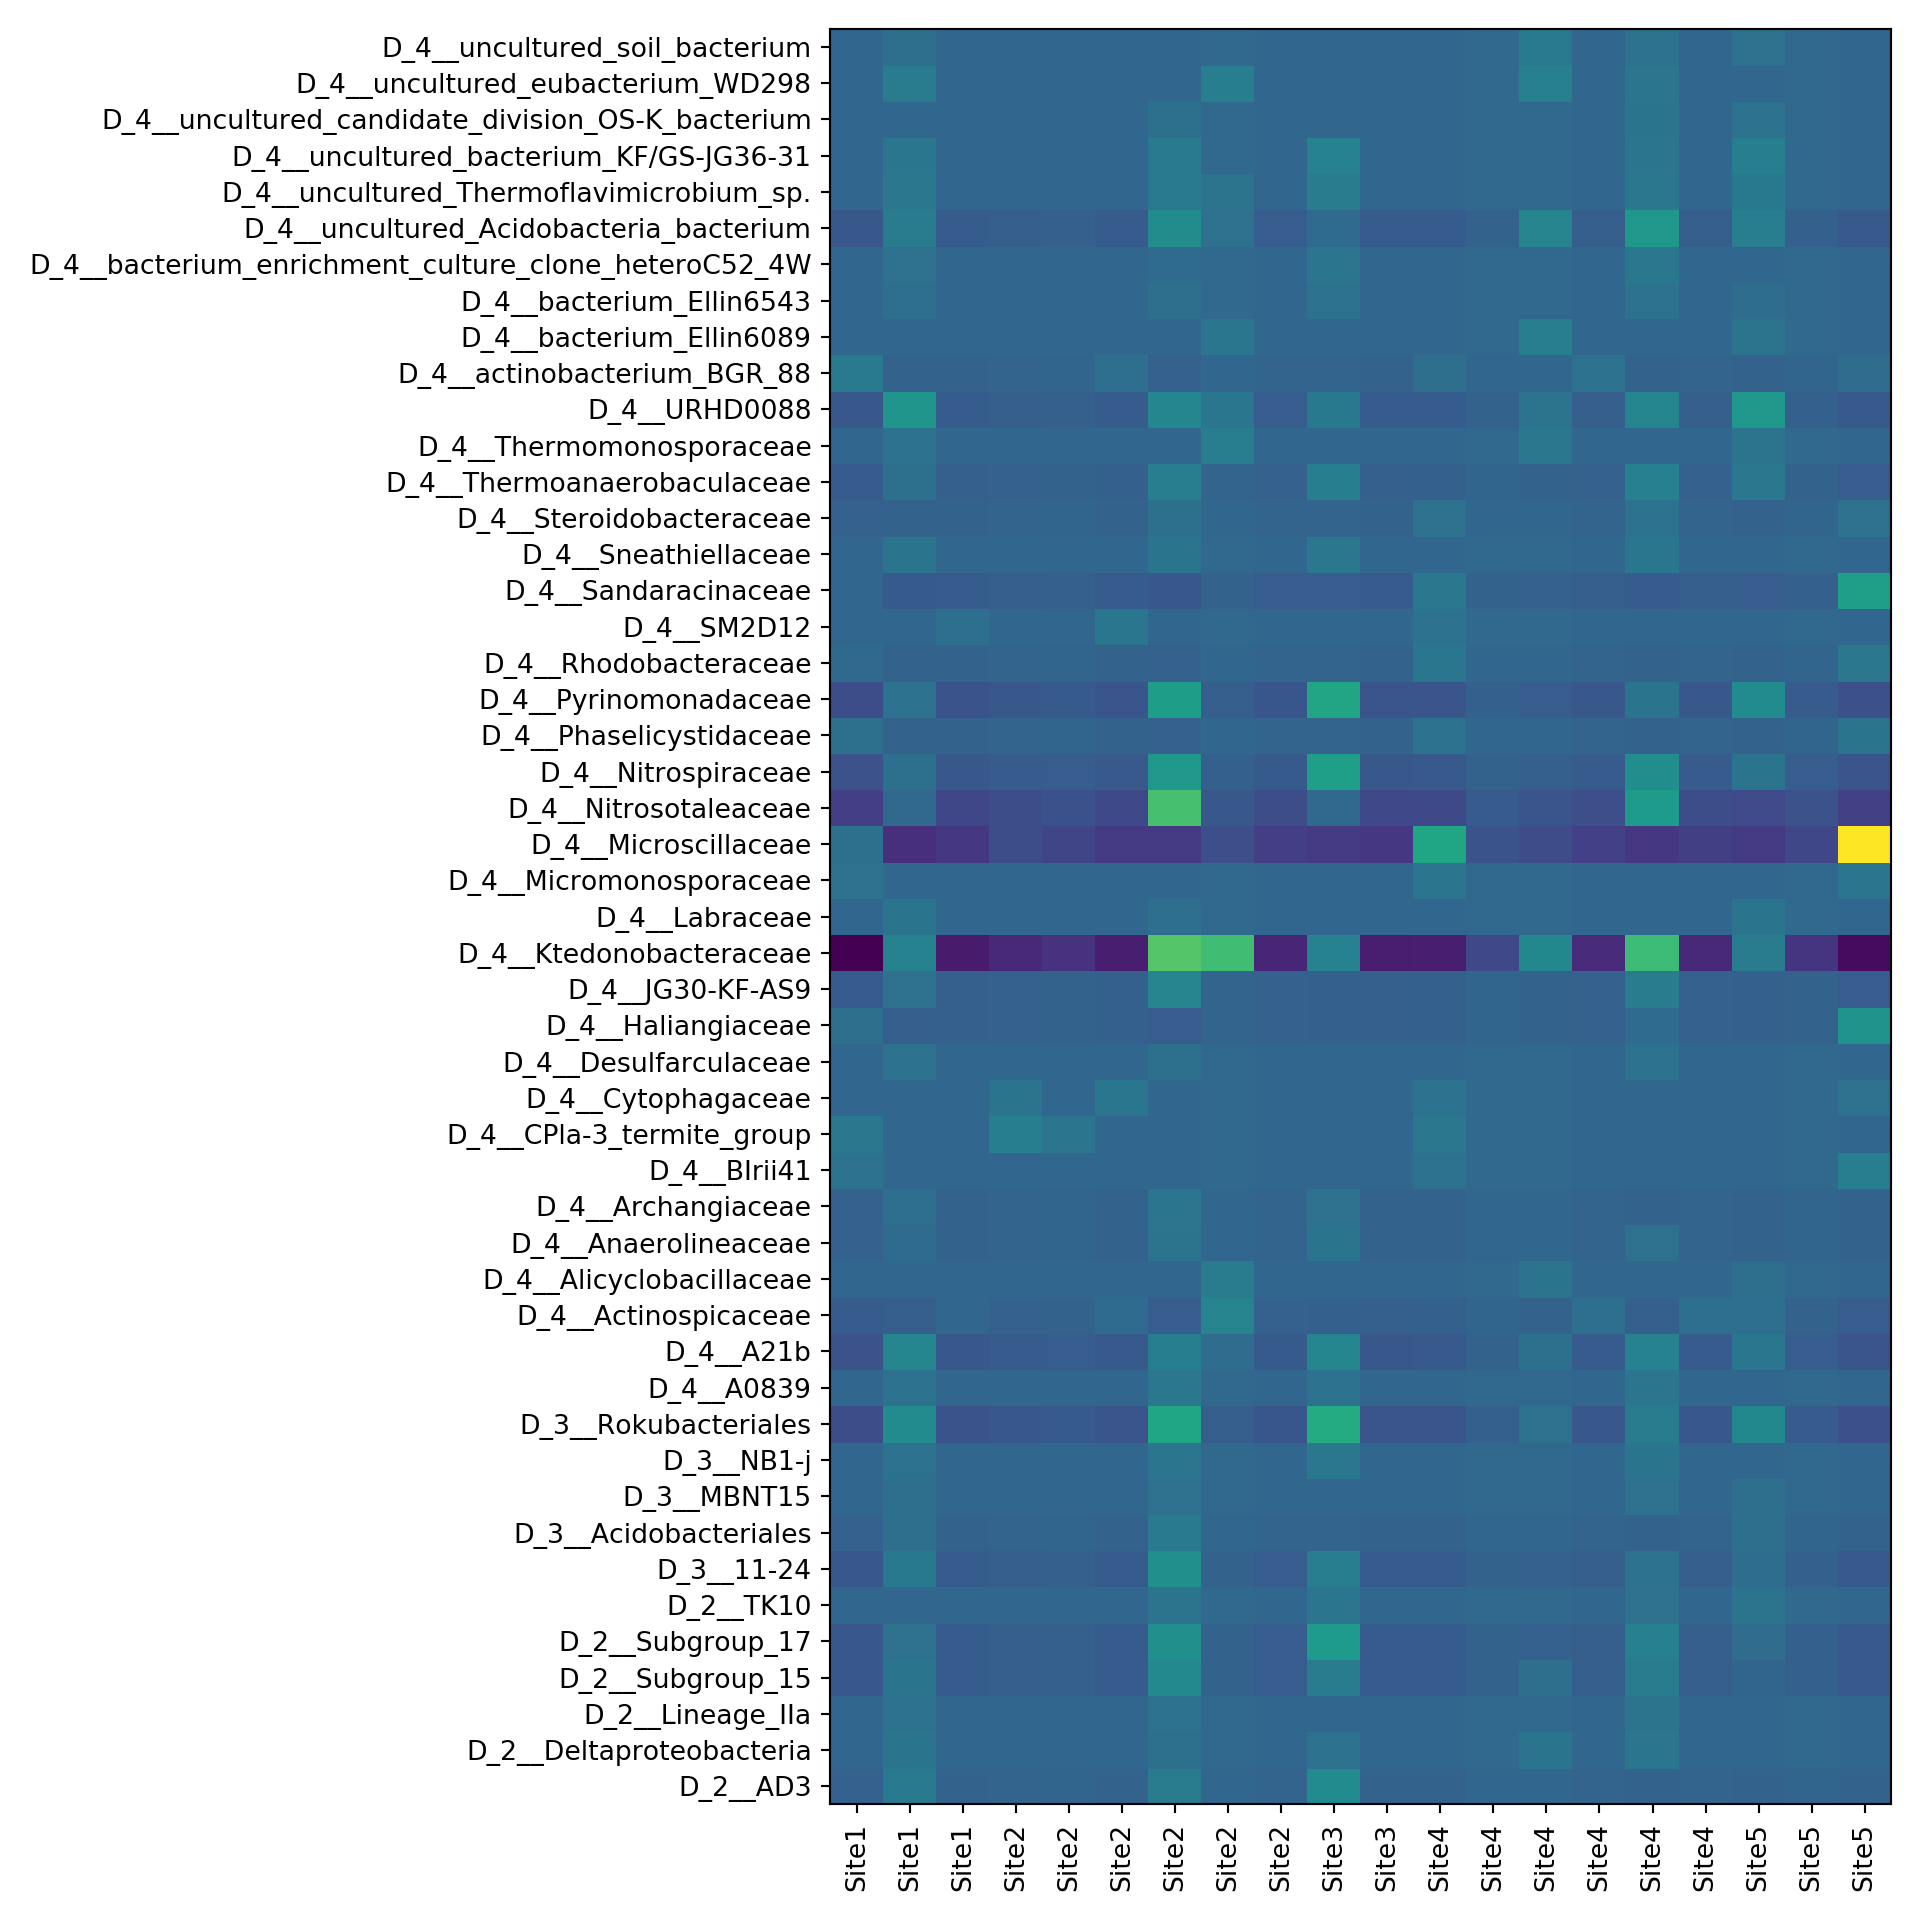 D_4__uncultured_soil_bacterium
D_4__uncultured_eubacterium_WD298
D_4__uncultured_candidate_division_OS-K_bacterium
D_4__uncultured_bacterium_KF/GS-JG36-31
D_4__uncultured_Thermoflavimicrobium_sp.
D_4__uncultured_Acidobacteria_bacterium
D_4__bacterium_enrichment_culture_clone_heteroC52_4W
D_4__bacterium_Ellin6543
D_4__bacterium_Ellin6089
D_4__actinobacterium_BGR_88
D_4__URHD0088
D_4__Thermomonosporaceae
D_4__Thermoanaerobaculaceae
D_4__Steroidobacteraceae
D_4__Sneathiellaceae
D_4__Sandaracinaceae
D_4__SM2D12
D_4__Rhodobacteraceae
D_4__Pyrinomonadaceae
D_4__Phaselicystidaceae
D_4__Nitrospiraceae
D_4__Nitrosotaleaceae
D_4__Microscillaceae
D_4__Micromonosporaceae
D_4__Labraceae
D_4__Ktedonobacteraceae
D_4__JG30-KF-AS9
D_4__Haliangiaceae
D_4__Desulfarculaceae
D_4__Cytophagaceae
D_4__CPla-3_termite_group
D_4__BIrii41
D_4__Archangiaceae
D_4__Anaerolineaceae
D_4__Alicyclobacillaceae
D_4__Actinospicaceae
D_4__A21b
D_4__A0839
D_3__Rokubacteriales
D_3__NB1-j
D_3__MBNT15
D_3__Acidobacteriales
D_3__11-24
D_2__TK10
D_2__Subgroup_17
D_2__Subgroup_15
D_2__Lineage_IIa
D_2__Deltaproteobacteria
D_2__AD3
Site1
Site1
Site1
Site2
Site2
Site2
Site2
Site2
Site2
Site3
Site3
Site4
Site4
Site4
Site4
Site4
Site4
Site5
Site5
Site5